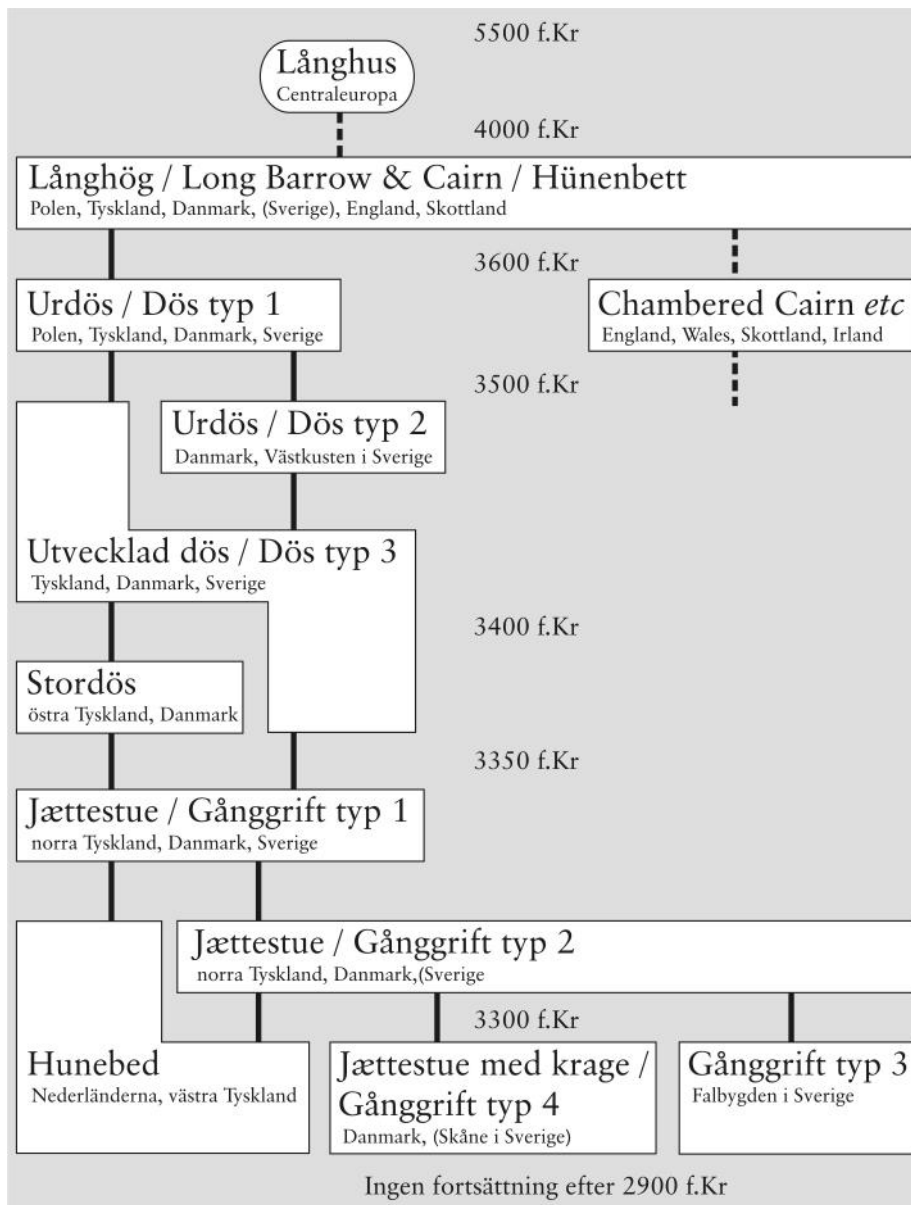 5500 f.Kr
Långhus
Centraleuropa
4000 f.Kr
Långhög / Long Barrow & Cairn / Hünenbett
Polen, Tyskland, Danmark, (Sverige), England, Skottland
3600 f.Kr
Urdös / Dös typ 1
Polen, Tyskland, Danmark, Sverige
Chambered Cairn etc
England, Wales, Skottland, Irland
3500 f.Kr
Urdös / Dös typ 2
Danmark, Västkusten i Sverige
Utvecklad dös / Dös typ 3
Tyskland, Danmark, Sverige
3400 f.Kr
Stordös
östra Tyskland, Danmark
3350 f.Kr
Jættestue / Gånggrift typ 1
norra Tyskland, Danmark, Sverige
Jættestue / Gånggrift typ 2
norra Tyskland, Danmark,(Sverige
3300 f.Kr
Hunebed
Nederländerna, västra Tyskland
Jættestue med krage /
Gånggrift typ 4
Danmark, (Skåne i Sverige)
Gånggrift typ 3
Falbygden i Sverige
Ingen fortsättning efter 2900 f.Kr